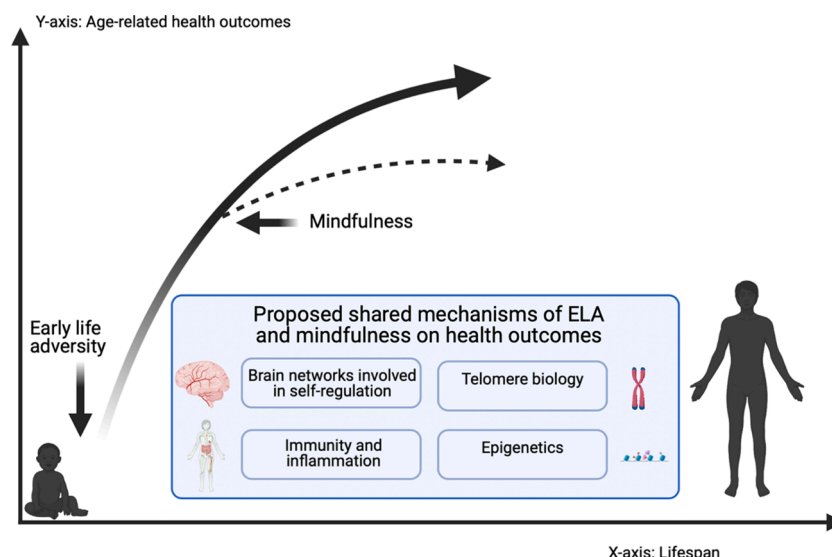 Y-axis: Age-related health outcomes
Mindfulness
Early life
adversity
Proposed shared mechanisms of ELA
and mindfulness on health outcomes
Brain networks involved
in self-regulation
Telomere biology
Immunity and
inflammation
Epigenetics
X-axis: Lifespan